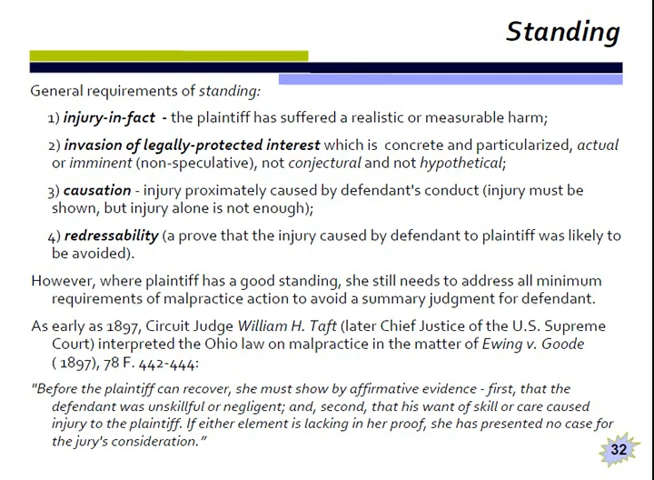 Standing
General requirements of standing:
1) injury-in-fact - the plaintiff has suffered a realistic or measurable harm;
2) invasion of legally-protected interest which is concrete and particularized, actual
or imminent (non-speculative), not conjectural and not hypothetical;
3) causation - injury proximately caused by defendant's conduct (injury must be
shown, but injury alone is not enough);
4) redressability (a prove that the injury caused by defendant to plaintiff was likely to
be avoided).
However, where plaintiff has a good standing, she still needs to address all minimum
requirements of malpractice action to avoid a summary judgment for defendant.
As early as 1897, Circuit Judge William H. Taft (later Chief Justice of the U.S. Supreme
Court) interpreted the Ohio law on malpractice in the matter of Ewing v. Goode
( 1897), 78 F. 442-444:
"Before the plaintiff can recover, she must show by affirmative evidence - first, that the
defendant was unskillful or negligent; and, second, that his want of skill or care caused
injury to the plaintiff. If either element is lacking in her proof, she has presented no case for
the jury's consideration.”
32